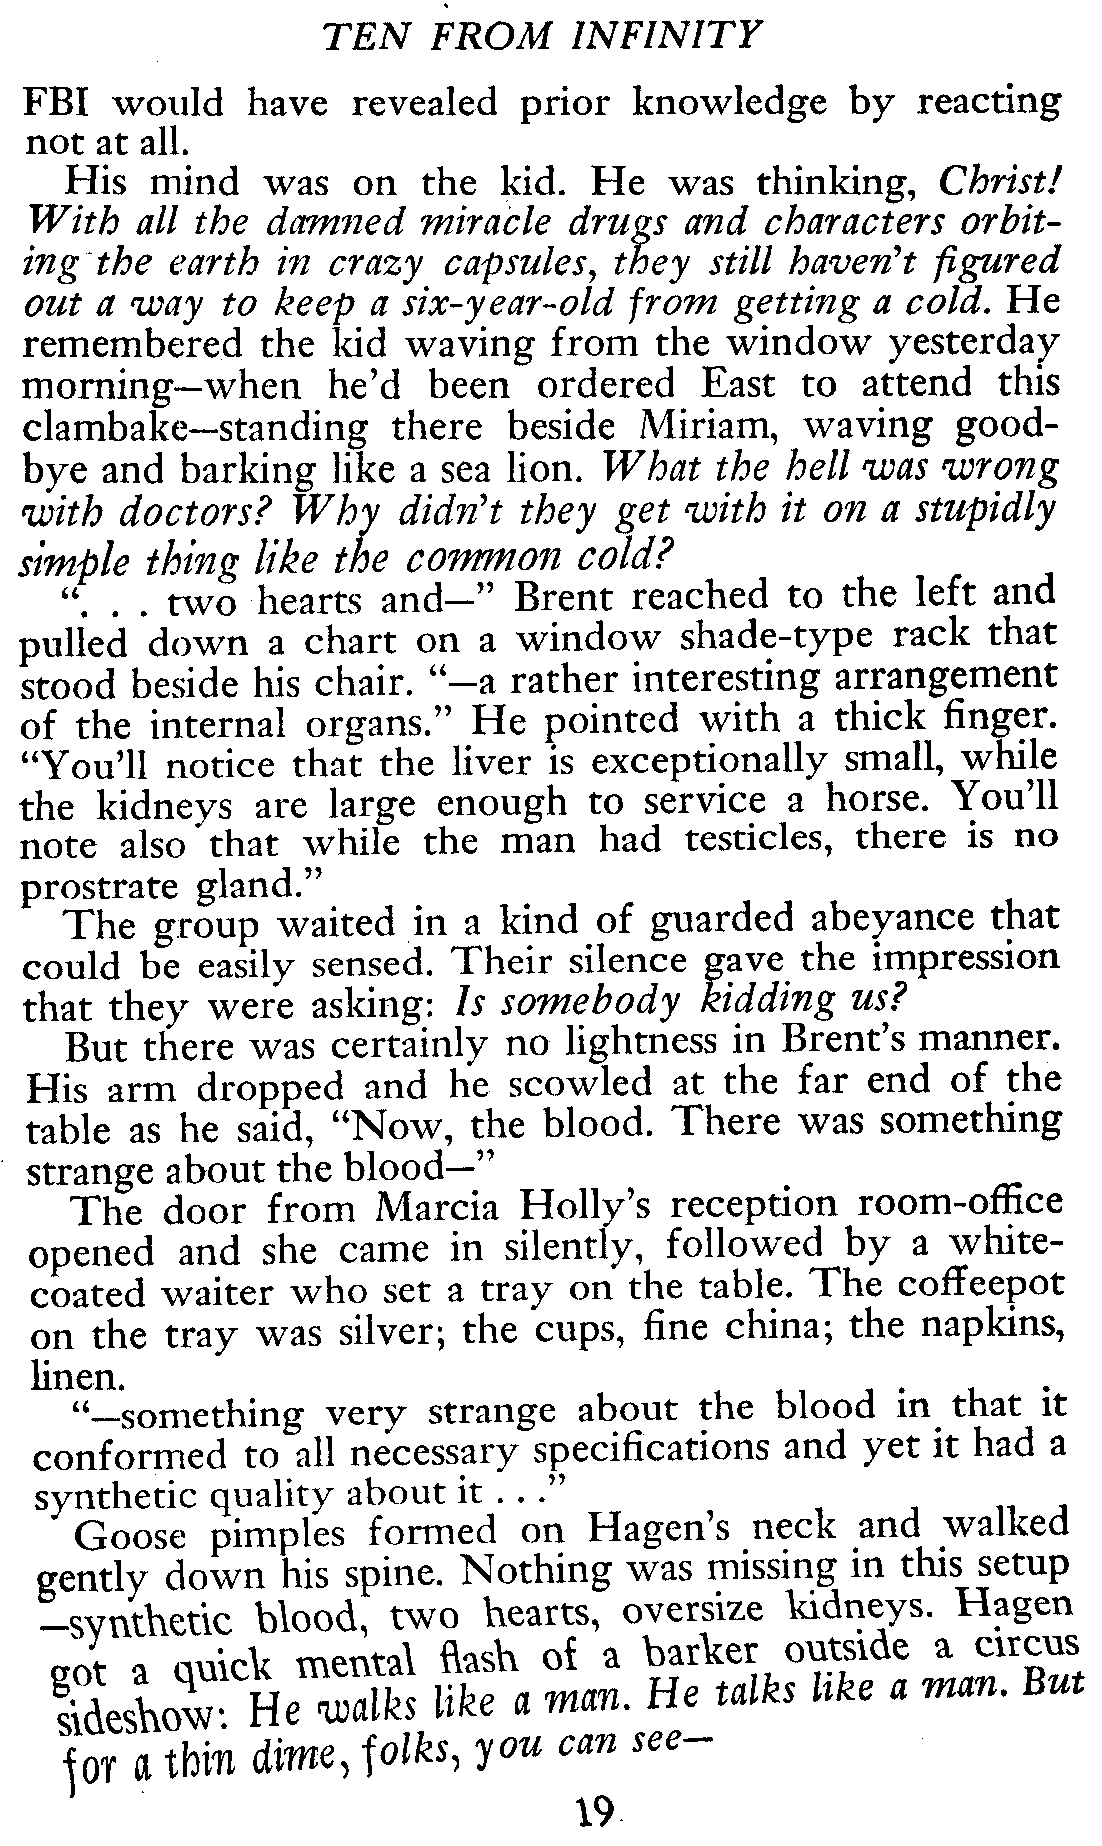 TEN FROM INFINITY
FBI would have revealed prior knowledge by reacting
not at all.
His mind was on the kid. He was thinking, Christ!
With all the damned miracle drugs and characters orbit-
ing the earth in crazy capsules, they still haven't figured
out a way to keep a six-year-old from getting a cold. He
remembered the kid waving from the window yesterday
morning—when he'd been ordered East to attend this
clambake—standing there beside Miriam, waving good-
bye and barking like a sea lion. What the hell was wrong
with doctors? Why didn't they get with it on a stupidly
simple thing like the common cold?
". . . two hearts and—" Brent reached to the left and
pulled down a chart on a window shade-type rack that
stood beside his chair. "—a rather interesting arrangement
of the internal organs." He pointed with a thick finger.
"You'll notice that the liver is exceptionally small, while
the kidneys are large enough to service a horse. You'll
note also that while the man had testicles, there is no
prostrate gland."
The group waited in a kind of guarded abeyance that
could be easily sensed. Their silence gave the impression
that they were asking: Is somebody kidding us?
But there was certainly no lightness in Brent's manner.
His arm dropped and he scowled at the far end of the
table as he said, "Now, the blood. There was something
strange about the blood—"
The door from Marcia Holly's reception room-office
opened and she came in silently, followed by a white-
coated waiter who set a tray on the table. The coffeepot
on the tray was silver; the cups, fine china; the napkins,
linen.
"—something very strange about the blood in that it
conformed to all necessary specifications and yet it had a
synthetic quality about it . . ."
Goose pimples formed on Hagen's neck and walked
gently down his spine. Nothing was missing in this setup
—synthetic blood, two hearts, oversize kidneys. Hagen
got a quick mental flash of a barker outside a circus
sideshow: He walks like a man. He talks like a man. But
for a thin dime, folks, you can see—
19